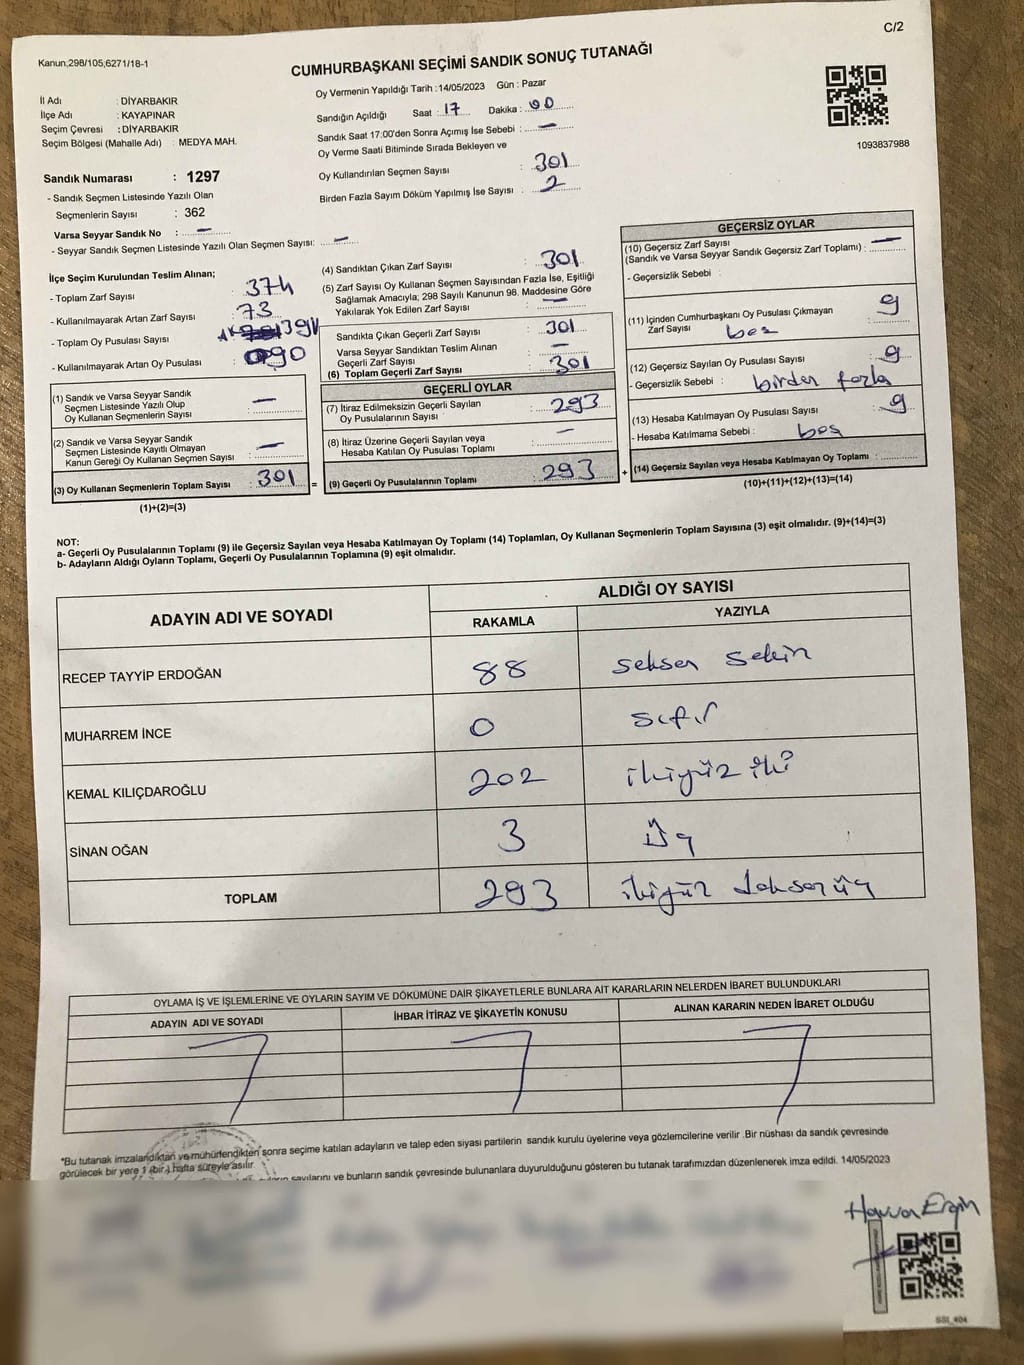 C/2
Kanun;298/105,6271/18-1
CUMHURBAŞKANI SEÇİMİ SANDIK SONUÇ TUTANAĞI
Oy Vermenin Yapıldığı Tarih :14/05/2023 Gün : Pazar
İl Adı : DİYARBAKIR
İlçe Adı : KAYAPINAR
Seçim Çevresi : DİYARBAKIR
Seçim Bölgesi (Mahalle Adı) : MEDYA MAH.
Sandığın Açıldığı Saat : 17 Dakika : 00
Sandık Saat 17:00'den Sonra Açımış İse Sebebi : —
Oy Verme Saati Bitiminde Sırada Bekleyen ve
Oy Kullandırılan Seçmen Sayısı : 301
Birden Fazla Sayım Döküm Yapılmış İse Sayısı : 2
1093837988
Sandık Numarası : 1297
- Sandık Seçmen Listesinde Yazılı Olan
Seçmenlerin Sayısı : 362
Varsa Seyyar Sandık No : —
- Seyyar Sandık Seçmen Listesinde Yazılı Olan Seçmen Sayısı: —
İlçe Seçim Kurulundan Teslim Alınan;
- Toplam Zarf Sayısı : 374
- Kullanılmayarak Artan Zarf Sayısı : 73
- Toplam Oy Pusulası Sayısı
- Kullanılmayarak Artan Oy Pusulası : 90
(1) Sandık ve Varsa Seyyar Sandık
Seçmen Listesinde Yazılı Olup
Oy Kullanan Seçmenlerin Sayısı : —
(2) Sandık ve Varsa Seyyar Sandık
Seçmen Listesinde Kayıtlı Olmayan
Kanun Gereği Oy Kullanan Seçmen Sayısı : —
(3) Oy Kullanan Seçmenlerin Toplam Sayısı : 301 =
(1)+(2)=(3)
(4) Sandıktan Çıkan Zarf Sayısı : 301
(5) Zarf Sayısı Oy Kullanan Seçmen Sayısından Fazla İse, Eşitliği
Sağlamak Amacıyla; 298 Sayılı Kanunun 98. Maddesine Göre
Yakılarak Yok Edilen Zarf Sayısı : —
Sandıkta Çıkan Geçerli Zarf Sayısı : 301
Varsa Seyyar Sandıktan Teslim Alınan
Geçerli Zarf Sayısı : —
(6) Toplam Geçerli Zarf Sayısı : 301
GEÇERLİ OYLAR
(7) İtiraz Edilmeksizin Geçerli Sayılan
Oy Pusulalarının Sayısı : 293
(8) İtiraz Üzerine Geçerli Sayılan veya
Hesaba Katılan Oy Pusulası Toplamı : —
(9) Geçerli Oy Pusulalarının Toplamı : 293 +
GEÇERSİZ OYLAR
(10) Geçersiz Zarf Sayısı
(Sandık ve Varsa Seyyar Sandık Geçersiz Zarf Toplamı) : —
- Geçersizlik Sebebi :
(11) İçinden Cumhurbaşkanı Oy Pusulası Çıkmayan
Zarf Sayısı : 9
boş
(12) Geçersiz Sayılan Oy Pusulası Sayısı : 9
- Geçersizlik Sebebi : birden fazla
(13) Hesaba Katılmayan Oy Pusulası Sayısı : 9
- Hesaba Katılmama Sebebi : boş
(14) Geçersiz Sayılan veya Hesaba Katılmayan Oy Toplamı :
(10)+(11)+(12)+(13)=(14)
NOT:
a- Geçerli Oy Pusulalarının Toplamı (9) ile Geçersiz Sayılan veya Hesaba Katılmayan Oy Toplamı (14) Toplamları, Oy Kullanan Seçmenlerin Toplam Sayısına (3) eşit olmalıdır. (9)+(14)=(3)
b- Adayların Aldığı Oyların Toplamı, Geçerli Oy Pusulalarının Toplamına (9) eşit olmalıdır.
ADAYIN ADI VE SOYADI
ALDIĞI OY SAYISI
RAKAMLA YAZIYLA
RECEP TAYYİP ERDOĞAN 88 seksen sekin
MUHARREM İNCE 0 sıfır
KEMAL KILIÇDAROĞLU 202 ikiyüz iki
SİNAN OĞAN 3 Üç
TOPLAM 293 ikiyüz doksan üç
OYLAMA İŞ VE İŞLEMLERİNE VE OYLARIN SAYIM VE DÖKÜMÜNE DAİR ŞİKAYETLERLE BUNLARA AİT KARARLARIN NELERDEN İBARET BULUNDUKLARI
ADAYIN ADI VE SOYADI İHBAR İTİRAZ VE ŞİKAYETİN KONUSU ALINAN KARARIN NEDEN İBARET OLDUĞU
*Bu tutanak imzalandıktan ve mühürlendikten sonra seçime katılan adayların ve talep eden siyasi partilerin sandık kurulu üyelerine veya gözlemcilerine verilir .Bir nüshası da sandık çevresinde
görülecek bir yere 1 (bir) hafta süreyle asılır.
sayılarını ve bunların sandık çevresinde bulunanlara duyurulduğunu gösteren bu tutanak tarafımızdan düzenlenerek imza edildi. 14/05/2023